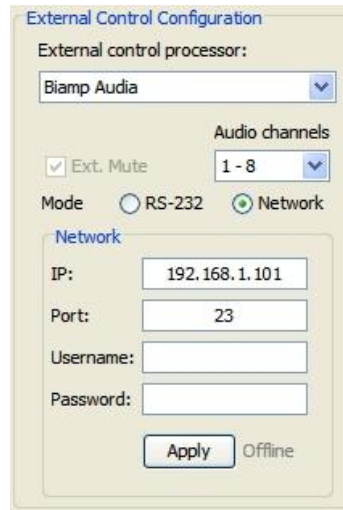 External Control Configuration
External control processor:
Biamp Audia
Audio channels
Ext. Mute 1 - 8
Mode RS-232 Network
Network
IP: 192.168.1.101
Port: 23
Username:
Password:
Apply Offline